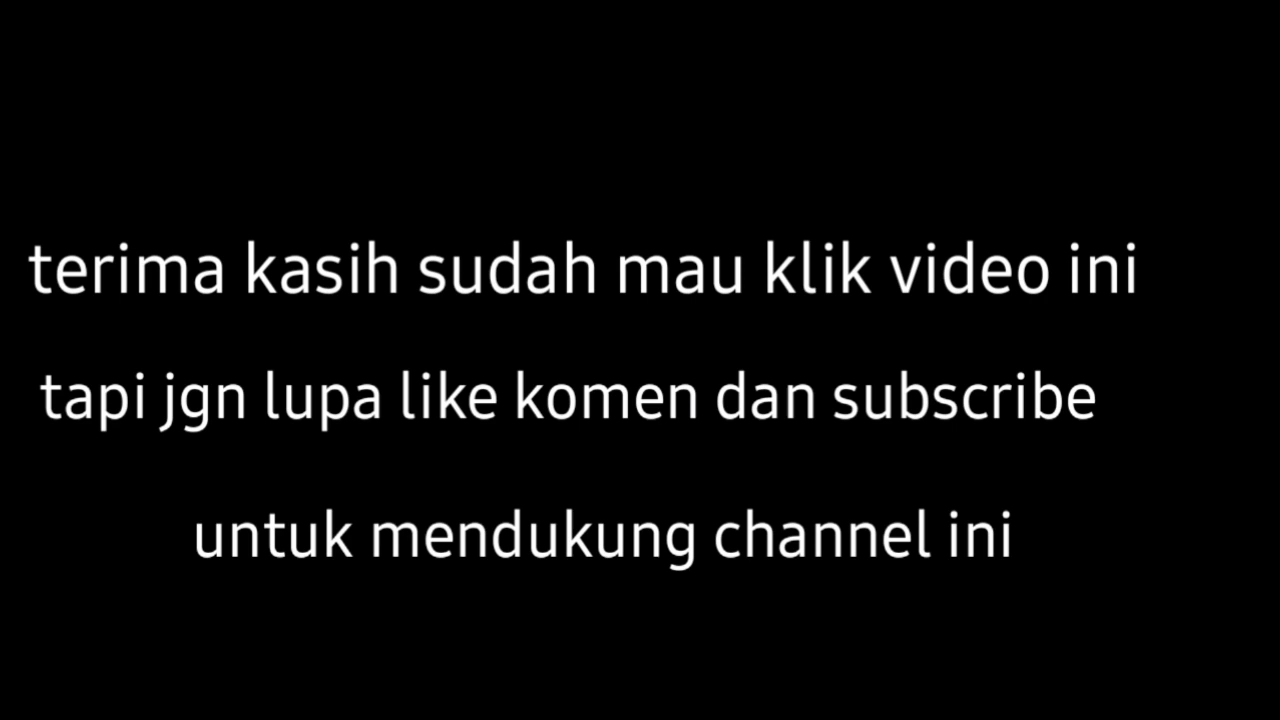 terima kasih sudah mau klik video ini
tapi jgn lupa like komen dan subscribe
untuk mendukung channel ini